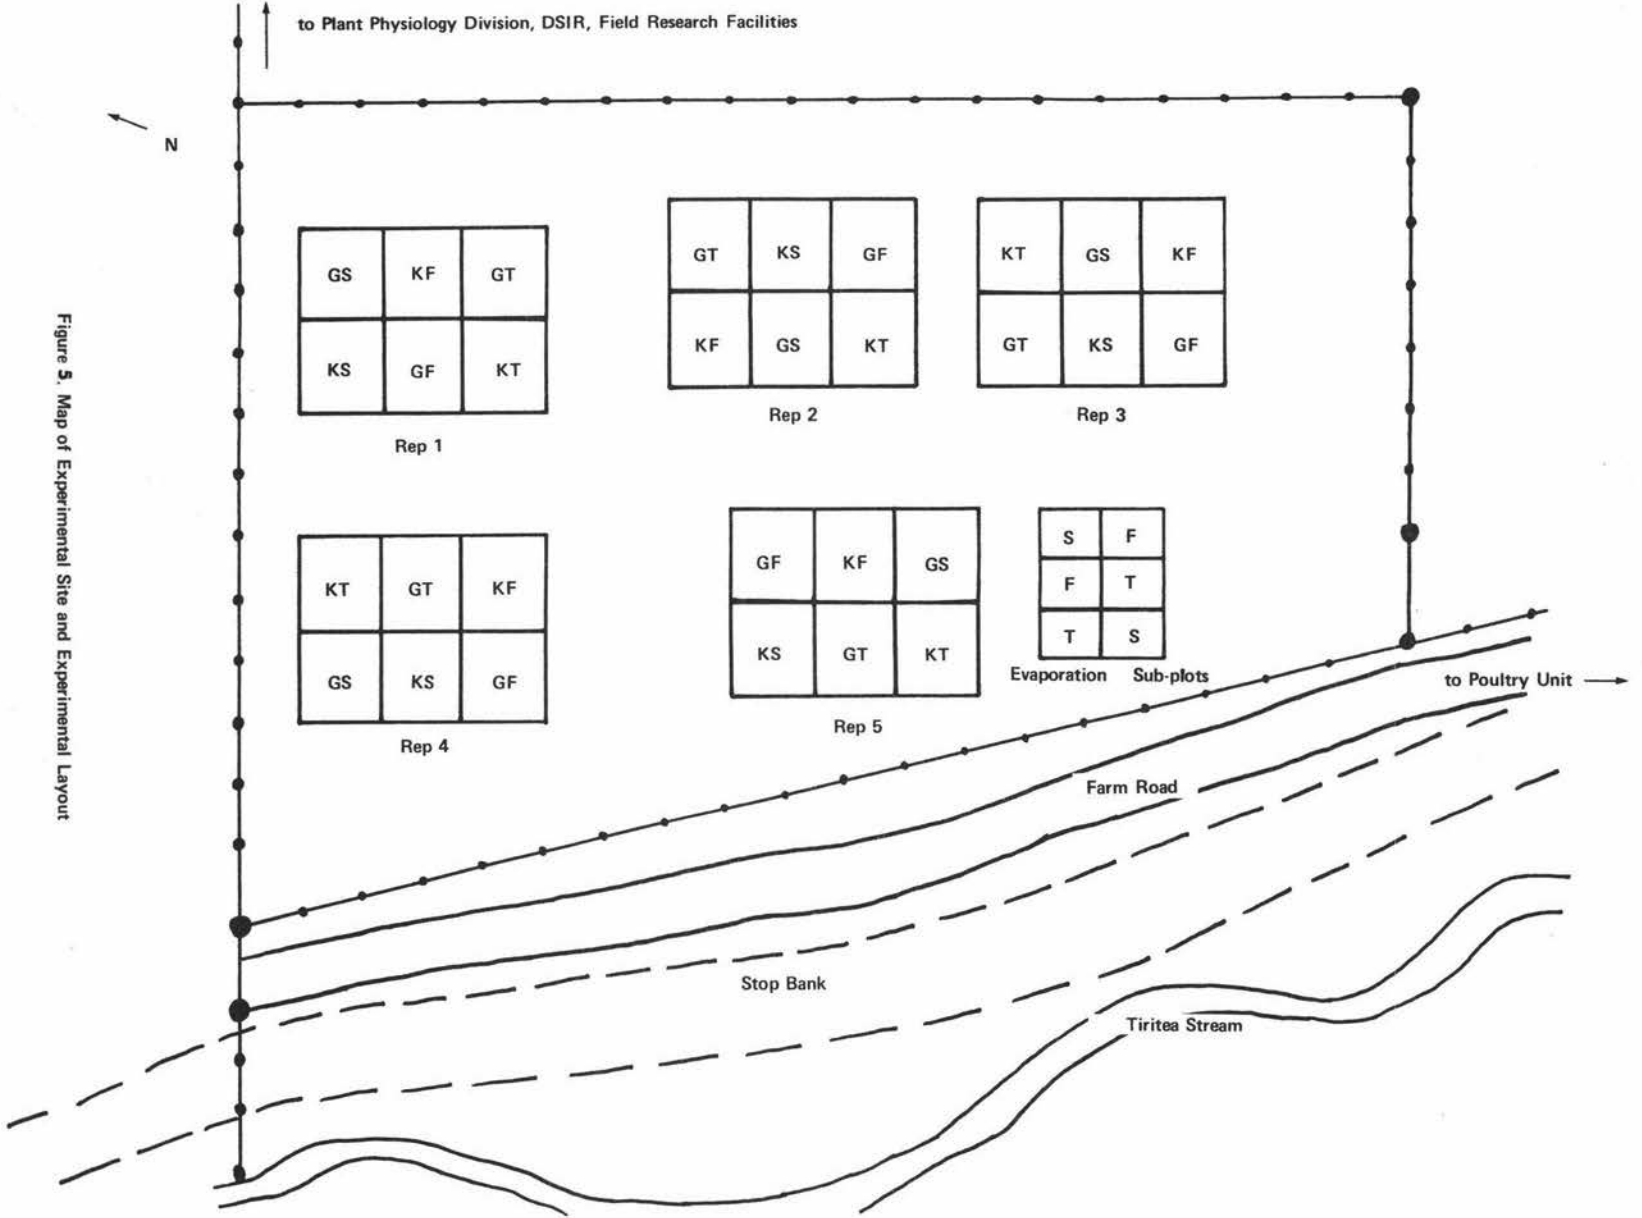 to Plant Physiology Division, DSIR, Field Research Facilities
N
GS KF GT
KS GF KT
Rep 1
GT KS GF
KF GS KT
Rep 2
KT GS KF
GT KS GF
Rep 3
KT GT KF
GS KS GF
Rep 4
GF KF GS
KS GT KT
Rep 5
S F
F T
T S
Evaporation Sub-plots
to Poultry Unit
Farm Road
Stop Bank
Tiritea Stream
Figure 5. Map of Experimental Site and Experimental Layout